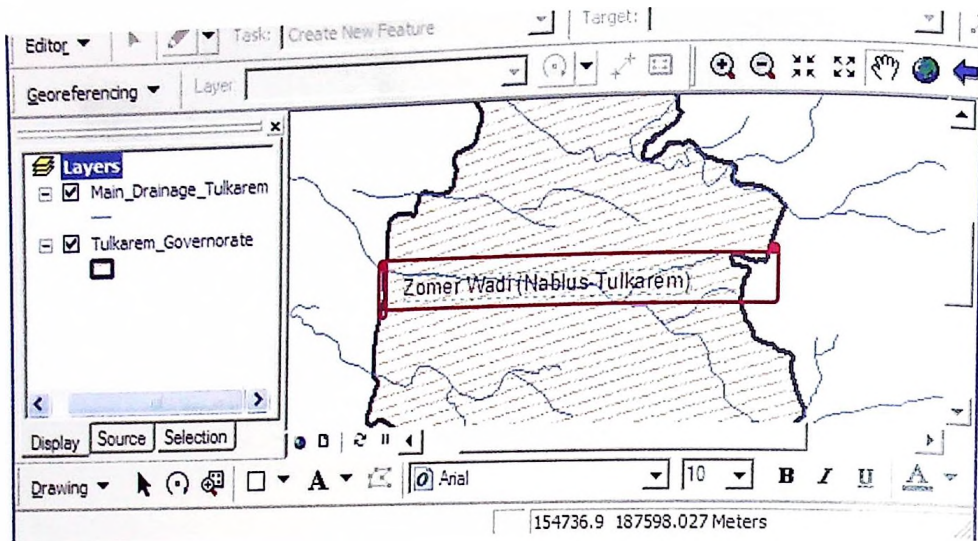 Editor Task: Create New Feature Target:
Georeferencing Layer:
Layers
Main_Drainage_Tulkarem
Tulkarem_Governorate
Zomer Wadi (Nablus-Tulkarem)
Display Source Selection
Drawing A Arial 10 B I U A
154736.9 187598.027 Meters